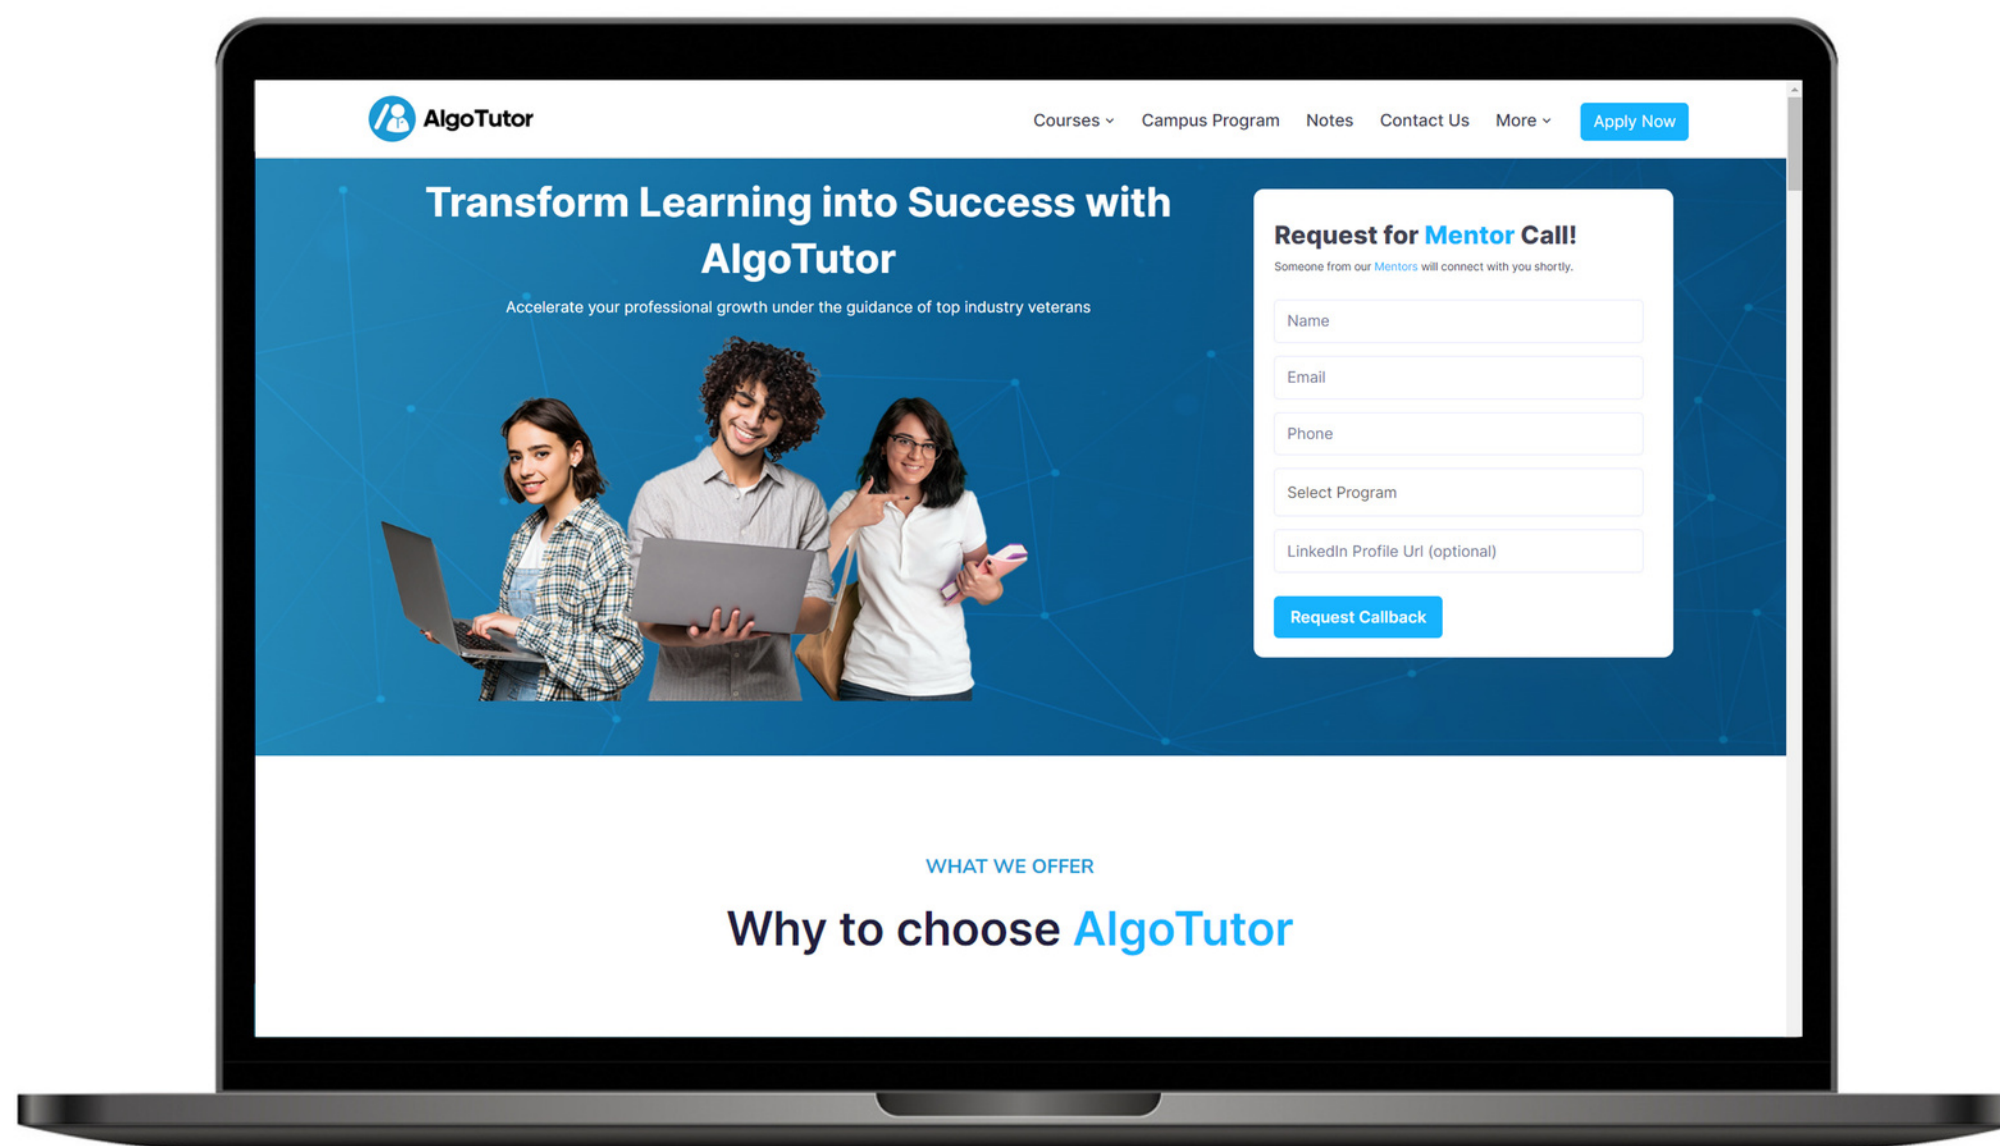 AlgoTutor
Courses
Campus Program
Notes
Contact Us
More
Apply Now
Transform Learning into Success with
AlgoTutor
Accelerate your professional growth under the guidance of top industry veterans
Request for Mentor Call!
Someone from our Mentors will connect with you shortly.
Name
Email
Phone
Select Program
LinkedIn Profile Url (optional)
Request Callback
WHAT WE OFFER
Why to choose AlgoTutor